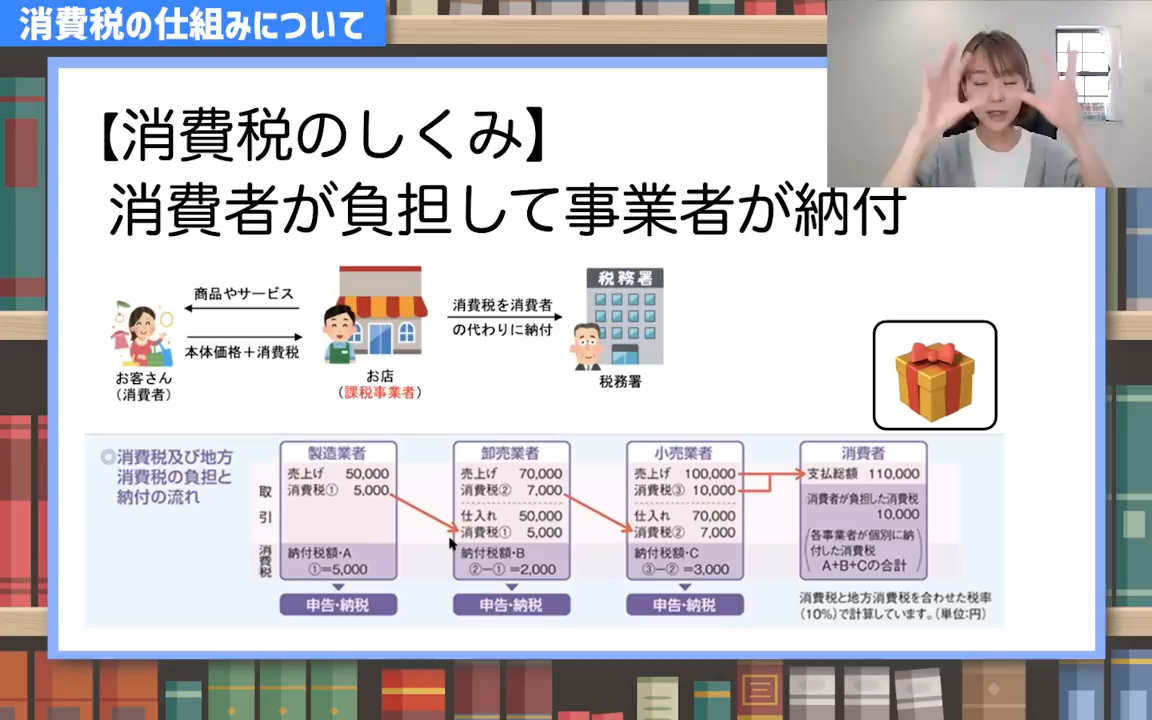 消費税の仕組みについて
【消費税のしくみ】
消費者が負担して事業者が納付
商品やサービス
本体価格＋消費税
お客さん
（消費者）
お店
（課税事業者）
消費税を消費者
の代わりに納付
税務署
税務署
◎消費税及び地方
消費税の負担と
納付の流れ
取引
消費税
製造業者
売上げ 50,000
消費税① 5,000
納付税額・A
①＝5,000
申告・納税
卸売業者
売上げ 70,000
消費税② 7,000
仕入れ 50,000
消費税① 5,000
納付税額・B
②－①＝2,000
申告・納税
小売業者
売上げ 100,000
消費税③ 10,000
仕入れ 70,000
消費税② 7,000
納付税額・C
③－②＝3,000
申告・納税
消費者
支払総額 110,000
消費者が負担した消費税
10,000
（各事業者が個別に納
付した消費税
A+B+Cの合計）
消費税と地方消費税を合わせた税率
（10％）で計算しています。（単位：円）